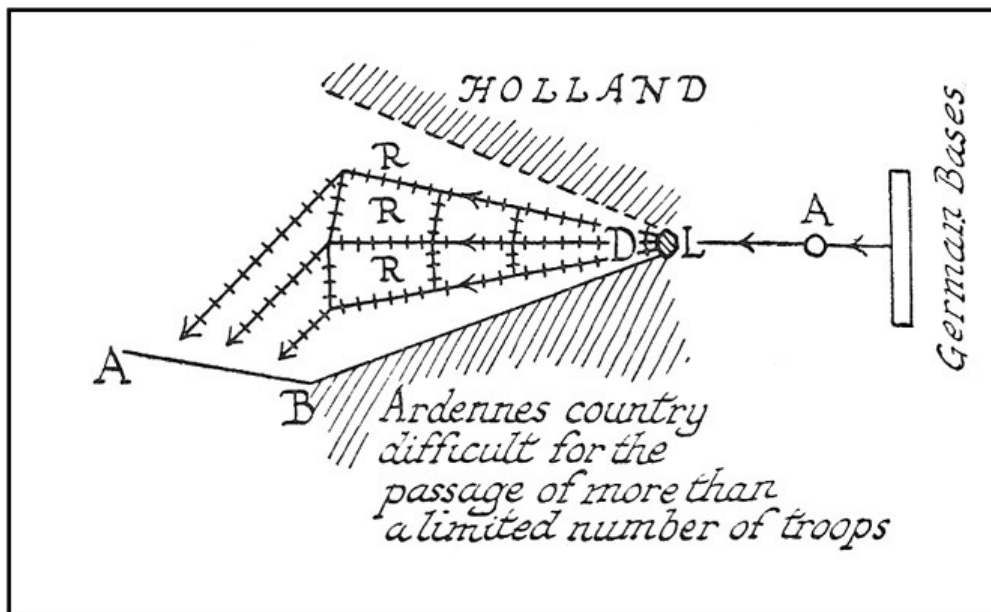 HOLLAND
R
R
R
D L
A
German Bases
A
B
Ardennes country
difficult for the
passage of more than
a limited number of troops